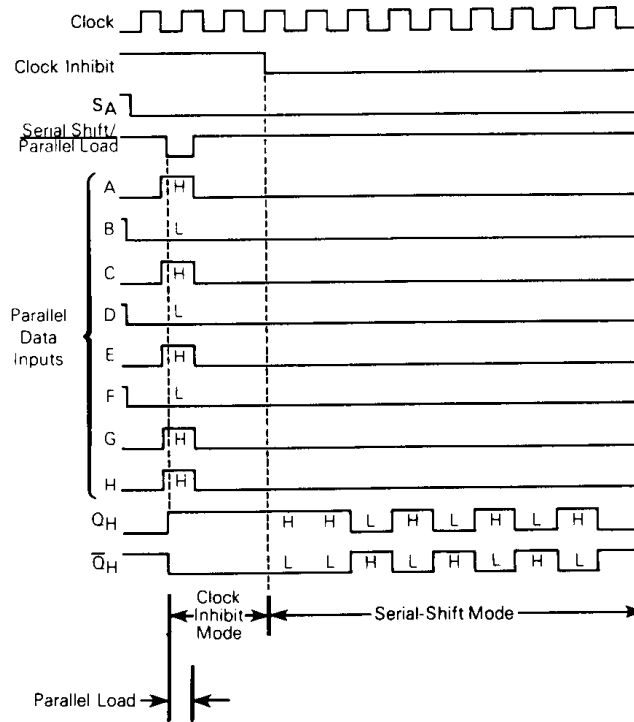 Clock
Clock Inhibit
SA
Serial Shift/
Parallel Load
A H
B L
C H
D L
E H
F L
G H
H H
Parallel
Data
Inputs
QH H H L H L H L H
Q̅H L L H L H L H L
Clock
Inhibit
Mode
Serial-Shift Mode
Parallel Load